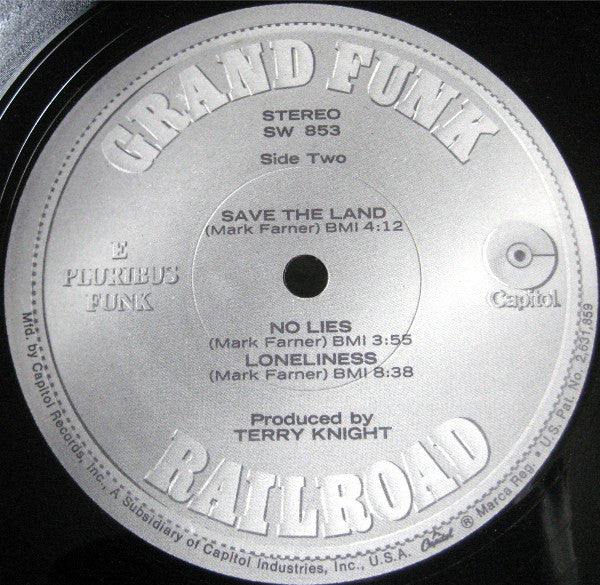 GRAND FUNK
STEREO
SW 853
Side Two
SAVE THE LAND
(Mark Farner) BMI 4:12
E
PLURIBUS
FUNK
Capitol
NO LIES
(Mark Farner) BMI 3:55
LONELINESS
(Mark Farner) BMI 8:38
Produced by
TERRY KNIGHT
RAILROAD
Mfd. by Capitol Records, Inc., A Subsidiary of Capitol Industries, Inc., U.S.A. Capitol ® Marca Reg. • U.S. Pat. No. 2,631,859